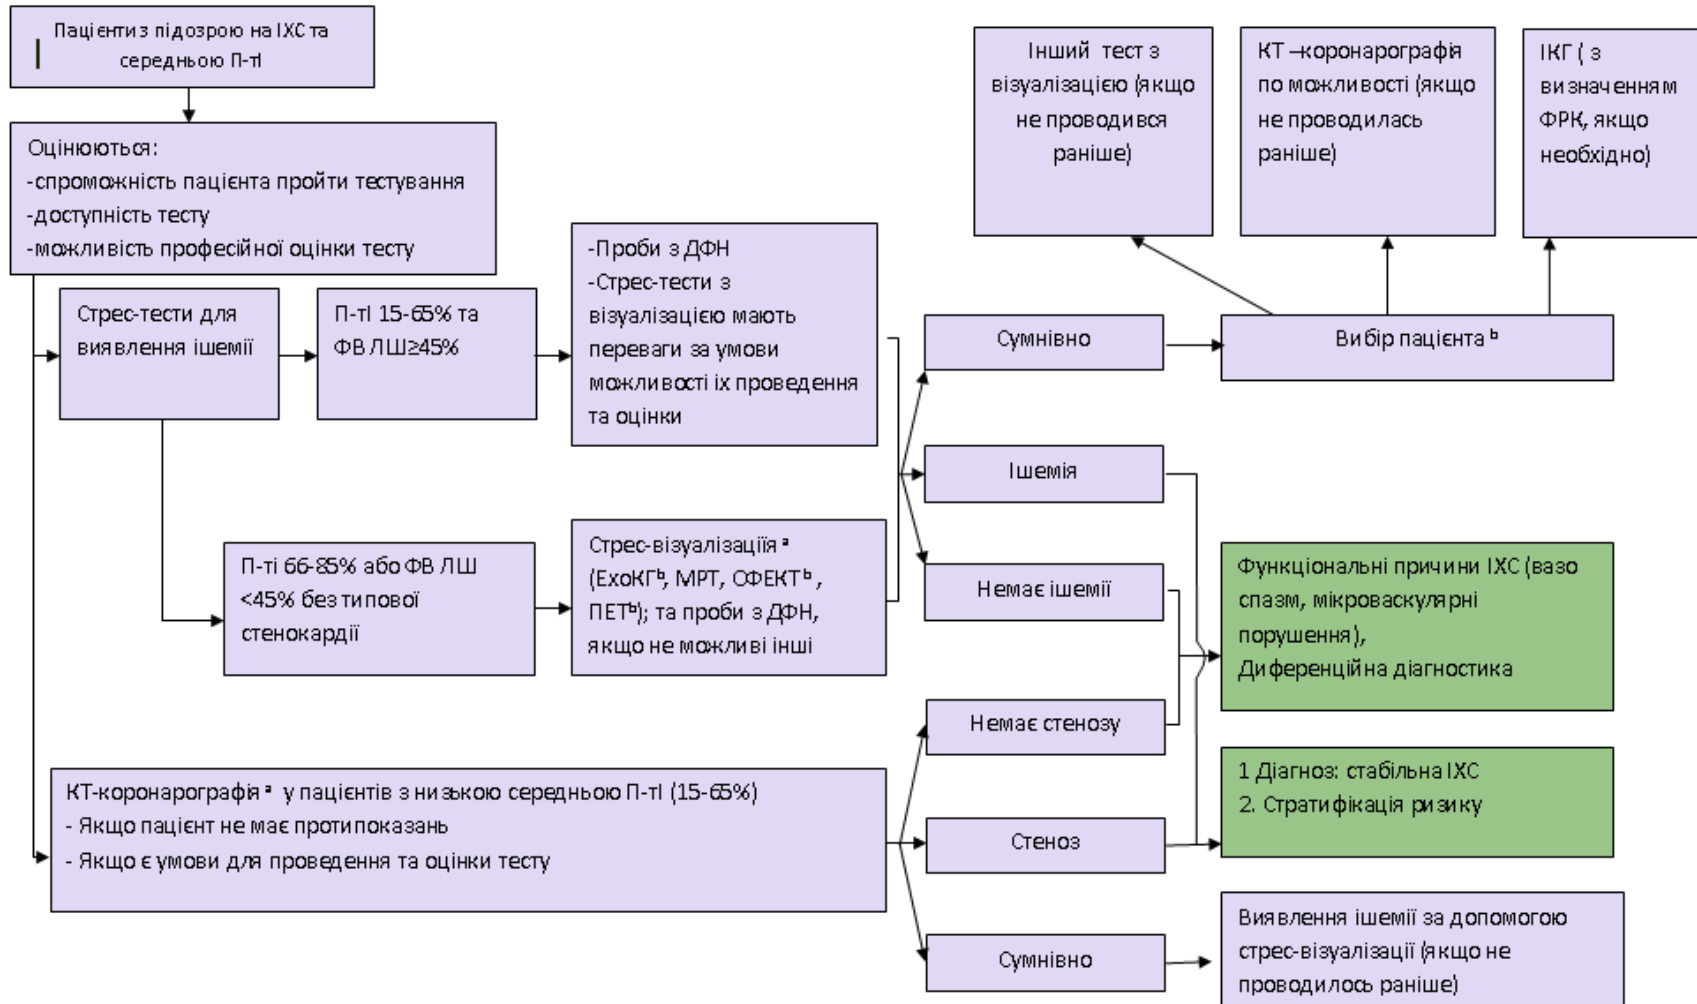 Пацієнти з підозрою на ІХС та
середньою П-тІ
Оцінюються:
-спроможність пацієнта пройти тестування
-доступність тесту
-можливість професійної оцінки тесту
Стрес-тести для
виявлення ішемії
П-тІ 15-65% та
ФВ ЛШ≥45%
-Проби з ДФН
-Стрес-тести з
візуалізацією мають
переваги за умови
можливості їх проведення
та оцінки
П-ті 66-85% або ФВ ЛШ
<45% без типової
стенокардії
Стрес-візуалізаціія ª
(ЕхоКГᵇ, МРТ, ОФЕКТᵇ ,
ПЕТᵇ); та проби з ДФН,
якщо не можливі інші
КТ-коронарографія ª у пацієнтів з низькою середньою П-тІ (15-65%)
- Якщо пацієнт не має протипоказань
- Якщо є умови для проведення та оцінки тесту
Інший тест з
візуалізацією (якщо
не проводився
раніше)
КТ –коронарографія
по можливості (якщо
не проводилась
раніше)
ІКГ ( з
визначенням
ФРК, якщо
необхідно)
Сумнівно
Вибір пацієнта ᵇ
Ішемія
Немає ішемії
Функціональні причини ІХС (вазо
спазм, мікроваскулярні
порушення),
Диференційна діагностика
Немає стенозу
1 Діагноз: стабільна ІХС
2. Стратифікація ризику
Стеноз
Сумнівно
Виявлення ішемії за допомогою
стрес-візуалізації (якщо не
проводилось раніше)